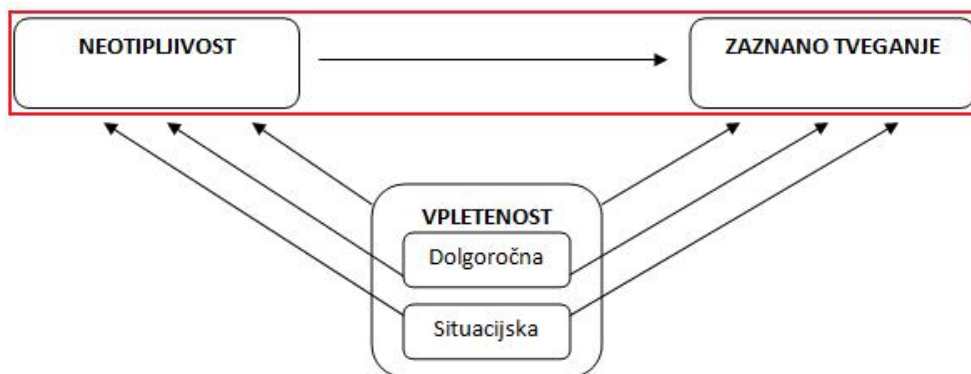 NEOTIPLJIVOST
ZAZNANO TVEGANJE
VPLETENOST
Dolgoročna
Situacijska